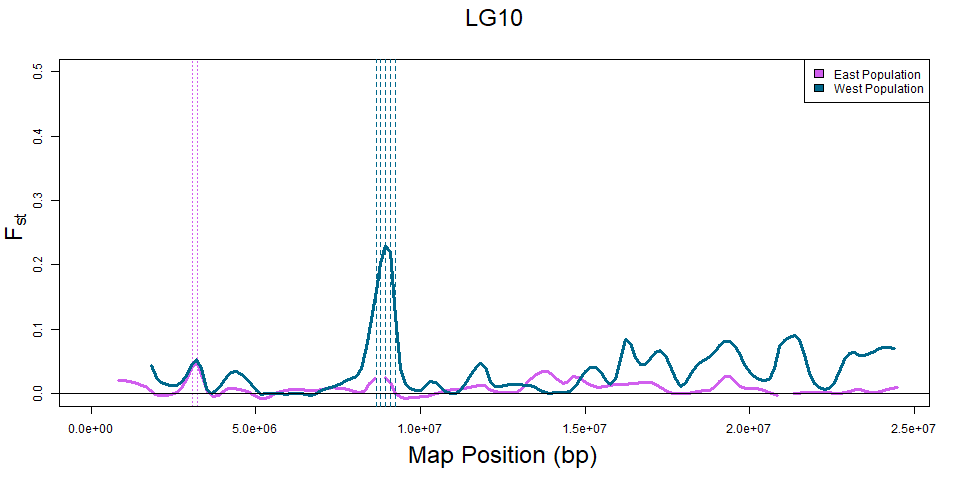 LG10
East Population
West Population
0.5
0.4
0.3
0.2
0.1
0.0
Fst
0.0e+00 5.0e+06 1.0e+07 1.5e+07 2.0e+07 2.5e+07
Map Position (bp)